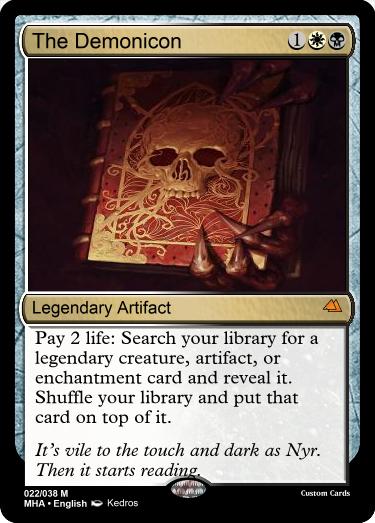 The Demonicon 1
Legendary Artifact
Pay 2 life: Search your library for a
legendary creature, artifact, or
enchantment card and reveal it.
Shuffle your library and put that
card on top of it.
It's vile to the touch and dark as Nyr.
Then it starts reading.
022/038 M
MHA • English Kedros
Custom Cards